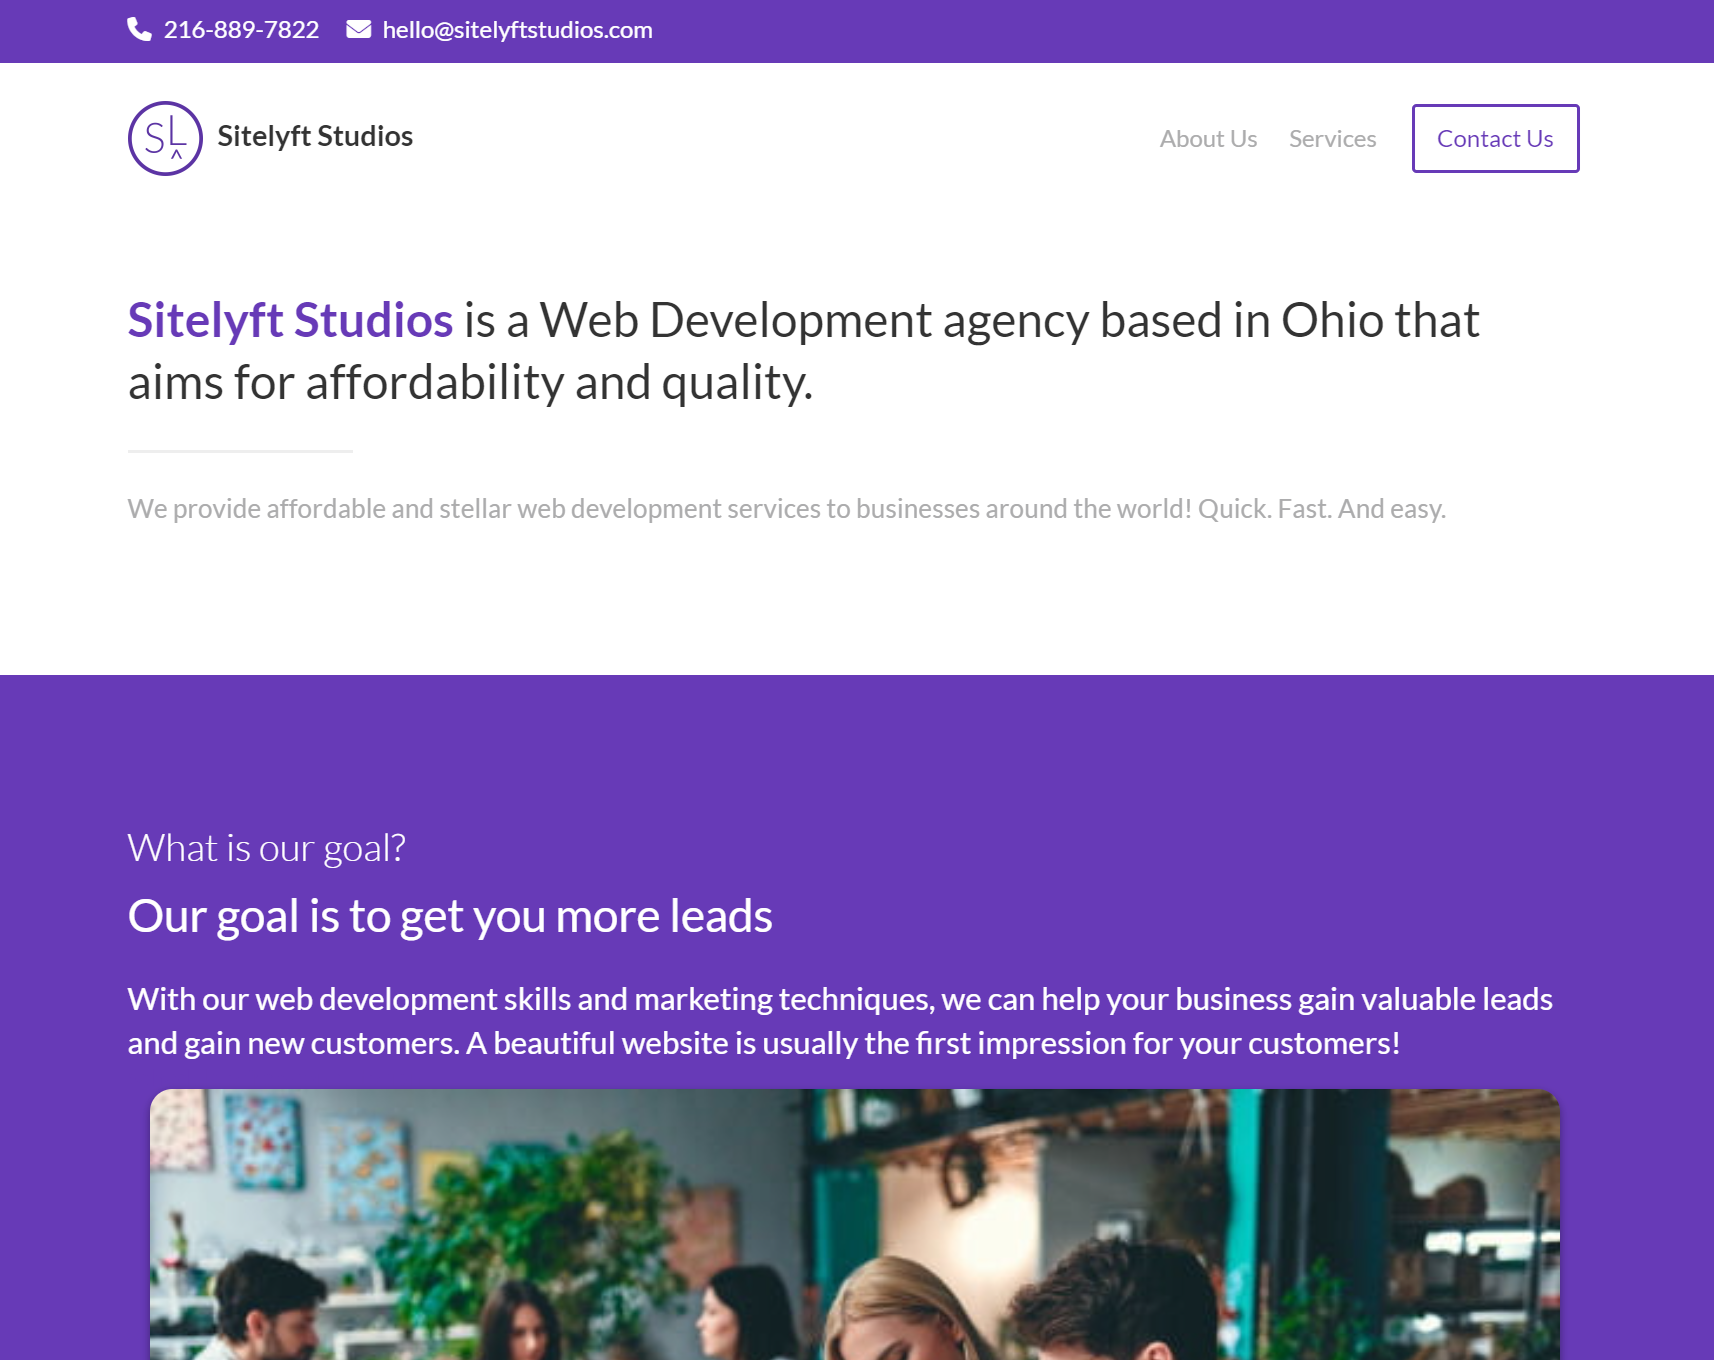 216-889-7822 hello@sitelyftstudios.com
SL Sitelyft Studios About Us Services Contact Us
Sitelyft Studios is a Web Development agency based in Ohio that
aims for affordability and quality.
We provide affordable and stellar web development services to businesses around the world! Quick. Fast. And easy.
What is our goal?
Our goal is to get you more leads
With our web development skills and marketing techniques, we can help your business gain valuable leads
and gain new customers. A beautiful website is usually the first impression for your customers!